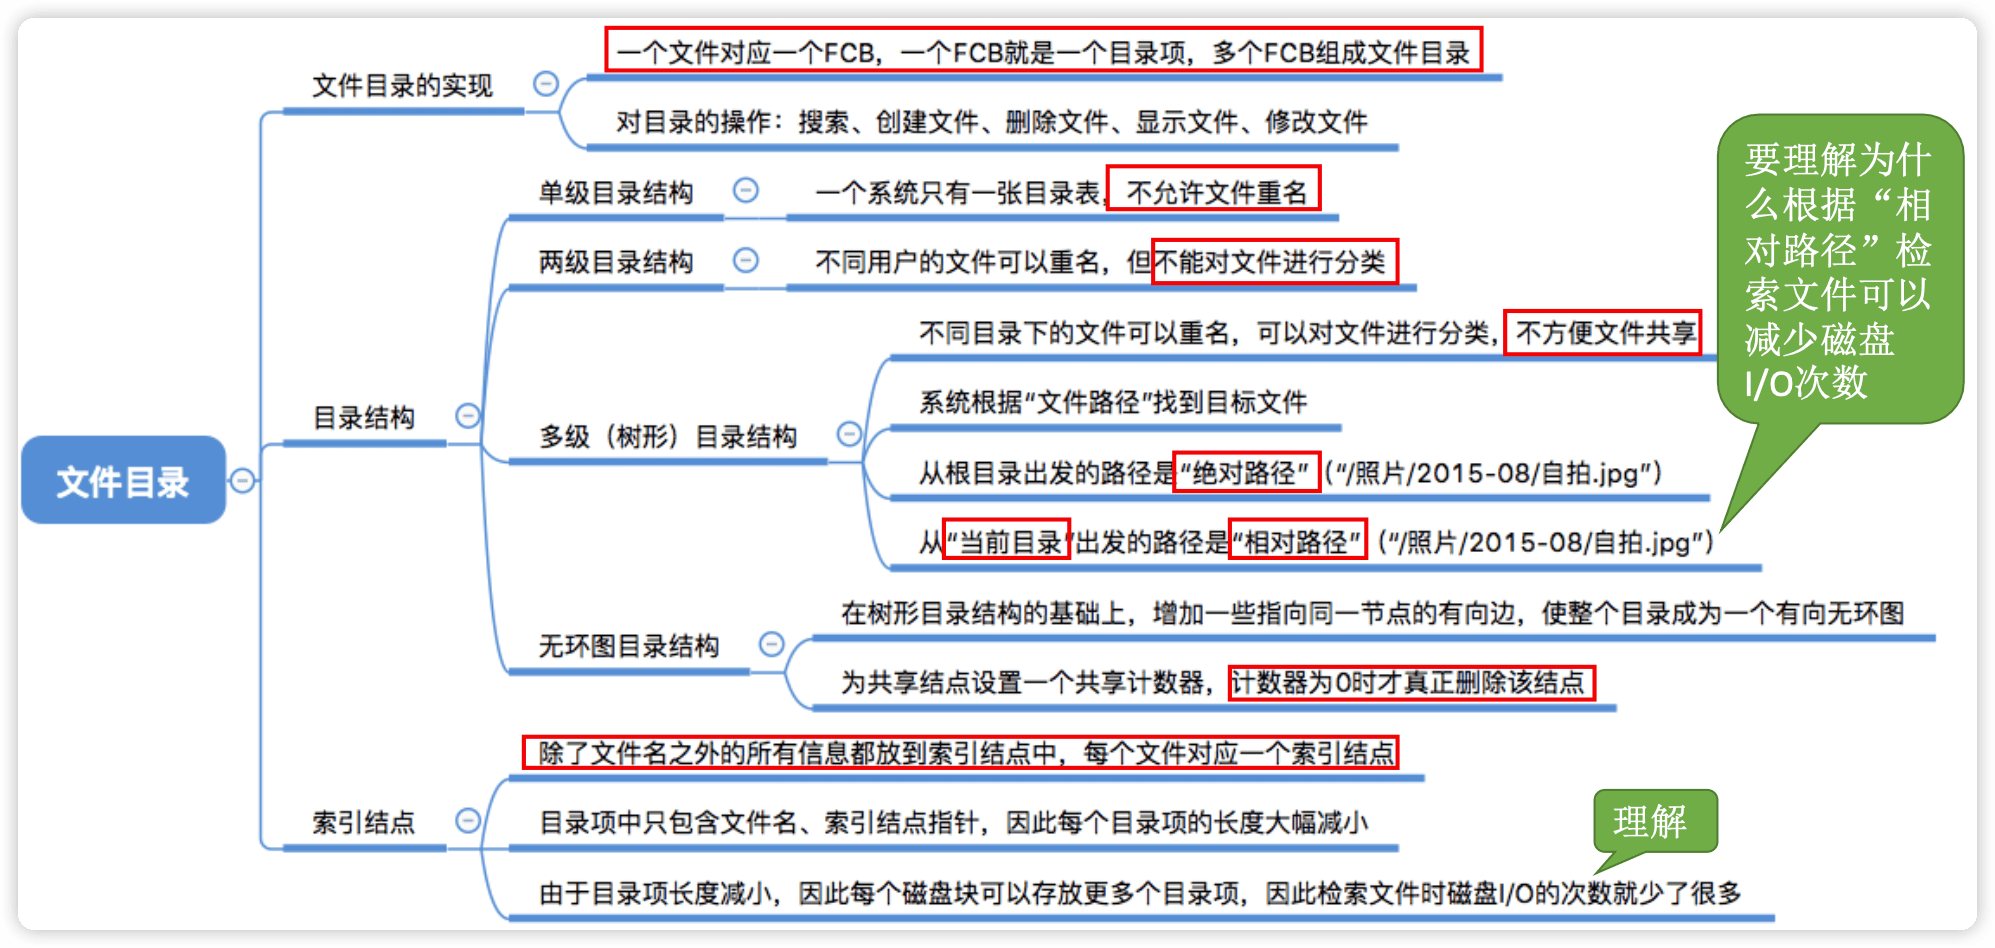 文件目录
文件目录的实现
一个文件对应一个FCB，一个FCB就是一个目录项，多个FCB组成文件目录
对目录的操作：搜索、创建文件、删除文件、显示文件、修改文件
目录结构
单级目录结构
一个系统只有一张目录表，不允许文件重名
两级目录结构
不同用户的文件可以重名，但不能对文件进行分类
多级（树形）目录结构
不同目录下的文件可以重名，可以对文件进行分类，不方便文件共享
系统根据“文件路径”找到目标文件
从根目录出发的路径是“绝对路径”（“/照片/2015-08/自拍.jpg”）
从“当前目录”出发的路径是“相对路径”（“/照片/2015-08/自拍.jpg”）
要理解为什
么根据“相
对路径”检
索文件可以
减少磁盘
I/O次数
无环图目录结构
在树形目录结构的基础上，增加一些指向同一节点的有向边，使整个目录成为一个有向无环图
为共享结点设置一个共享计数器，计数器为0时才真正删除该结点
索引结点
除了文件名之外的所有信息都放到索引结点中，每个文件对应一个索引结点
目录项中只包含文件名、索引结点指针，因此每个目录项的长度大幅减小
由于目录项长度减小，因此每个磁盘块可以存放更多个目录项，因此检索文件时磁盘I/O的次数就少了很多
理解